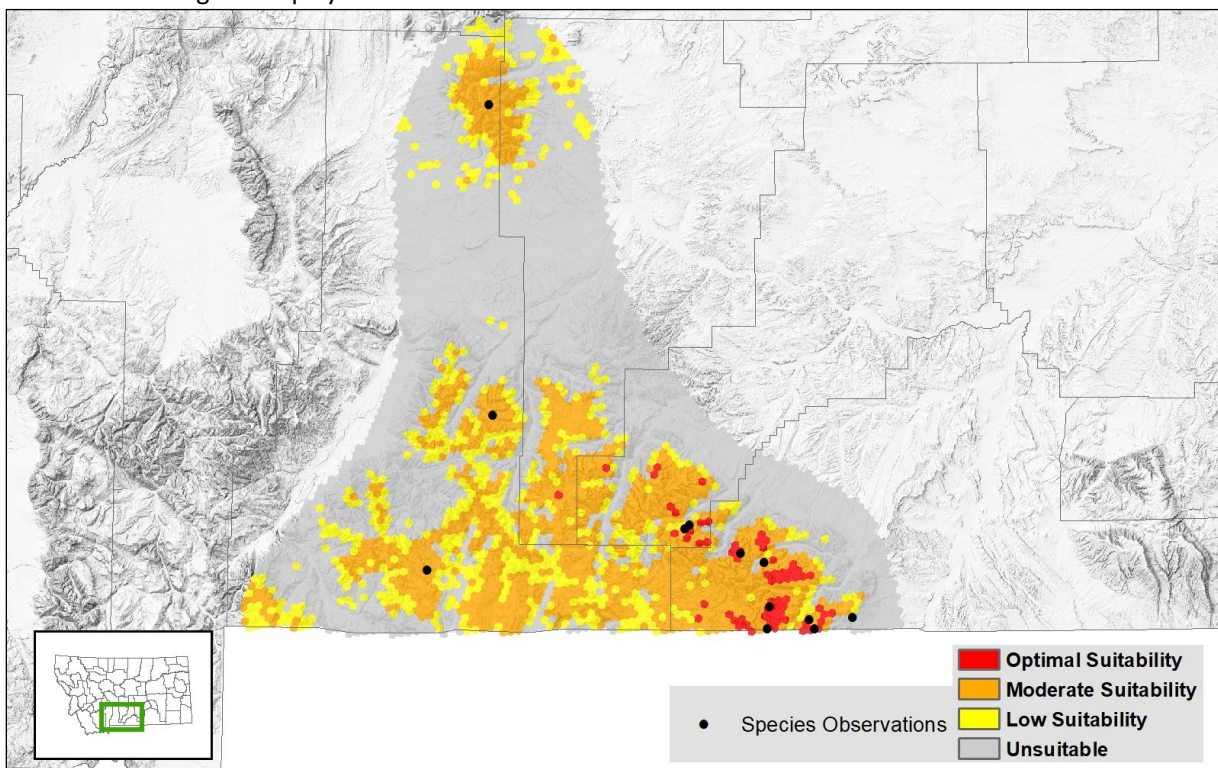 Species Observations
Optimal Suitability
Moderate Suitability
Low Suitability
Unsuitable